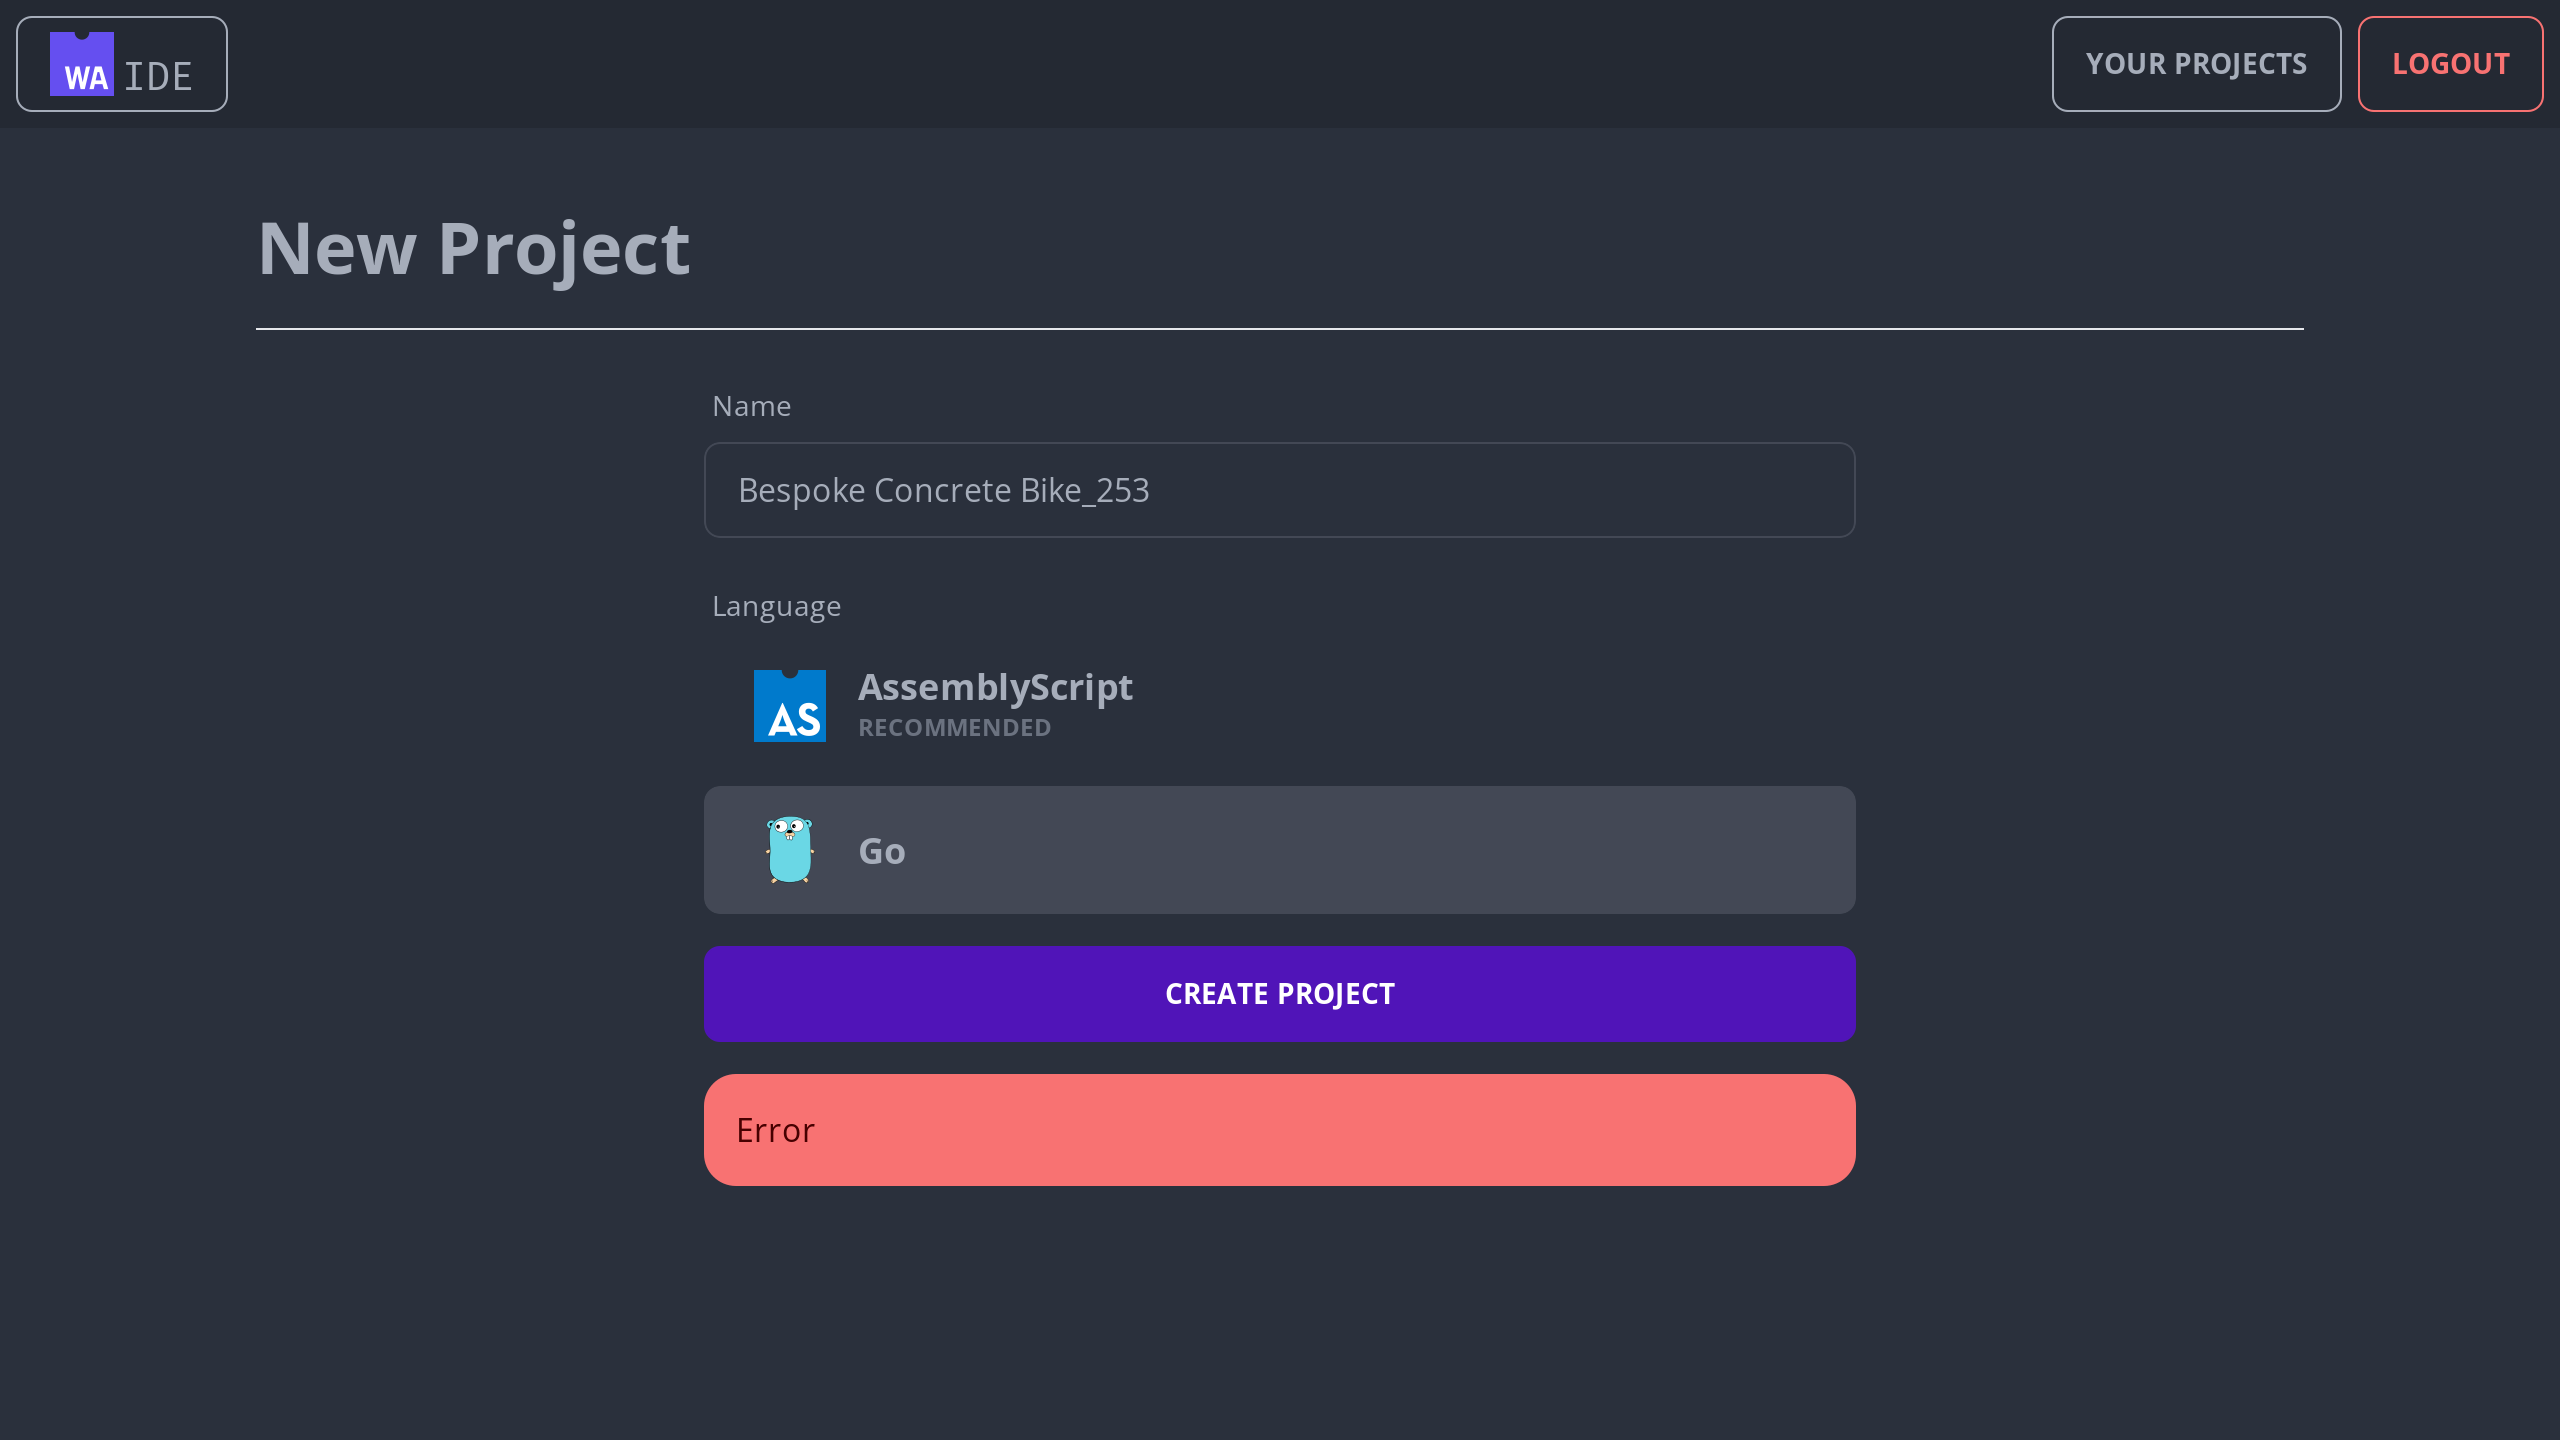 WA IDE
YOUR PROJECTS
LOGOUT
New Project
Name
Bespoke Concrete Bike_253
Language
AS
AssemblyScript
RECOMMENDED
Go
CREATE PROJECT
Error